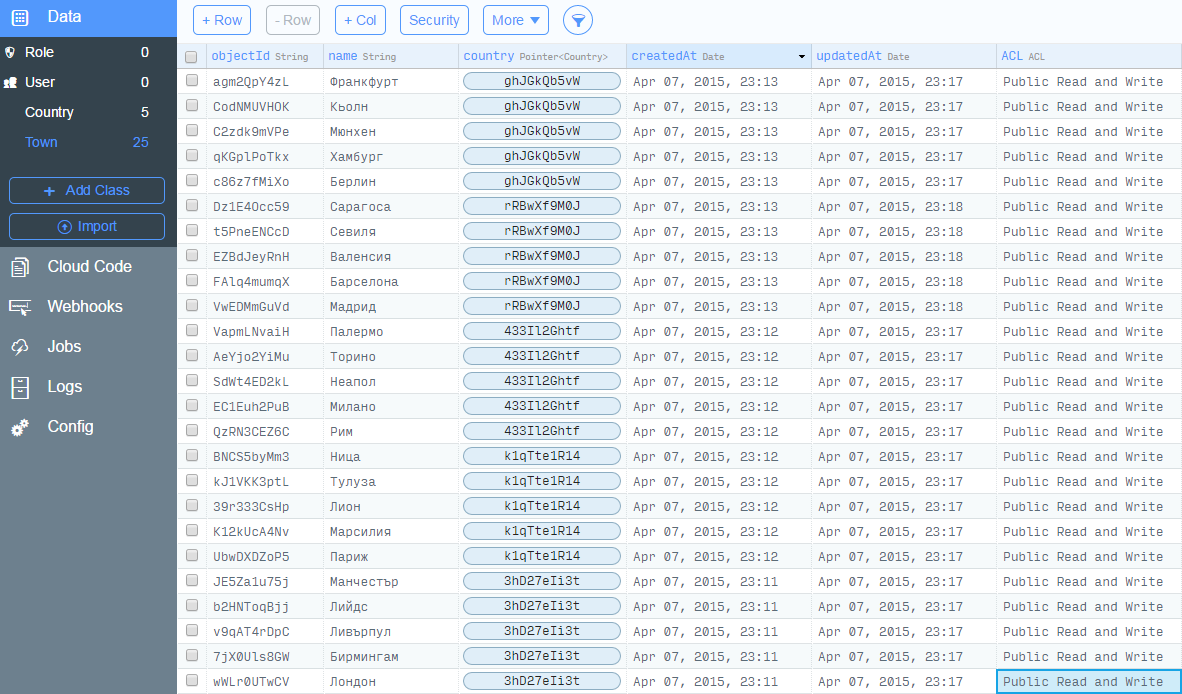 Data
Role 0
User 0
Country 5
Town 25
+ Add Class
Import
Cloud Code
Webhooks
Jobs
Logs
Config
+ Row - Row + Col Security More
objectId String name String country Pointer<Country> createdAt Date updatedAt Date ACL ACL
agm2QpY4zL Франкфурт ghJGkQb5vW Apr 07, 2015, 23:13 Apr 07, 2015, 23:17 Public Read and Write
CodNMUVHOK Кьолн ghJGkQb5vW Apr 07, 2015, 23:13 Apr 07, 2015, 23:17 Public Read and Write
C2zdk9mVPe Мюнхен ghJGkQb5vW Apr 07, 2015, 23:13 Apr 07, 2015, 23:17 Public Read and Write
qKGplPoTkx Хамбург ghJGkQb5vW Apr 07, 2015, 23:13 Apr 07, 2015, 23:17 Public Read and Write
c86z7fMiXo Берлин ghJGkQb5vW Apr 07, 2015, 23:13 Apr 07, 2015, 23:17 Public Read and Write
Dz1E4Occ59 Сарагоса rRBwXf9M0J Apr 07, 2015, 23:13 Apr 07, 2015, 23:18 Public Read and Write
t5PneENCcD Севиля rRBwXf9M0J Apr 07, 2015, 23:13 Apr 07, 2015, 23:18 Public Read and Write
EZBdJeyRnH Валенсия rRBwXf9M0J Apr 07, 2015, 23:13 Apr 07, 2015, 23:18 Public Read and Write
FAlq4mumqX Барселона rRBwXf9M0J Apr 07, 2015, 23:13 Apr 07, 2015, 23:18 Public Read and Write
VwEDMmGuVd Мадрид rRBwXf9M0J Apr 07, 2015, 23:13 Apr 07, 2015, 23:18 Public Read and Write
VapmLNvaiH Палермо 433Il2Ghtf Apr 07, 2015, 23:12 Apr 07, 2015, 23:17 Public Read and Write
AeYjo2YiMu Торино 433Il2Ghtf Apr 07, 2015, 23:12 Apr 07, 2015, 23:17 Public Read and Write
SdWt4ED2kL Неапол 433Il2Ghtf Apr 07, 2015, 23:12 Apr 07, 2015, 23:17 Public Read and Write
EC1Euh2PuB Милано 433Il2Ghtf Apr 07, 2015, 23:12 Apr 07, 2015, 23:17 Public Read and Write
QzRN3CEZ6C Рим 433Il2Ghtf Apr 07, 2015, 23:12 Apr 07, 2015, 23:17 Public Read and Write
BNCS5byMm3 Ница k1qTte1R14 Apr 07, 2015, 23:12 Apr 07, 2015, 23:17 Public Read and Write
kJ1VKK3ptL Тулуза k1qTte1R14 Apr 07, 2015, 23:12 Apr 07, 2015, 23:17 Public Read and Write
39r333CsHp Лион k1qTte1R14 Apr 07, 2015, 23:12 Apr 07, 2015, 23:17 Public Read and Write
K12kUcA4Nv Марсилия k1qTte1R14 Apr 07, 2015, 23:12 Apr 07, 2015, 23:17 Public Read and Write
UbwDXDZoP5 Париж k1qTte1R14 Apr 07, 2015, 23:12 Apr 07, 2015, 23:17 Public Read and Write
JE5Za1u75j Манчестър 3hD27eIi3t Apr 07, 2015, 23:11 Apr 07, 2015, 23:17 Public Read and Write
b2HNToqBjj Лийдс 3hD27eIi3t Apr 07, 2015, 23:11 Apr 07, 2015, 23:17 Public Read and Write
v9qAT4rDpC Ливърпул 3hD27eIi3t Apr 07, 2015, 23:11 Apr 07, 2015, 23:17 Public Read and Write
7jX0Uls8GW Бирмингам 3hD27eIi3t Apr 07, 2015, 23:11 Apr 07, 2015, 23:17 Public Read and Write
wWLr0UTwCV Лондон 3hD27eIi3t Apr 07, 2015, 23:11 Apr 07, 2015, 23:17 Public Read and Write